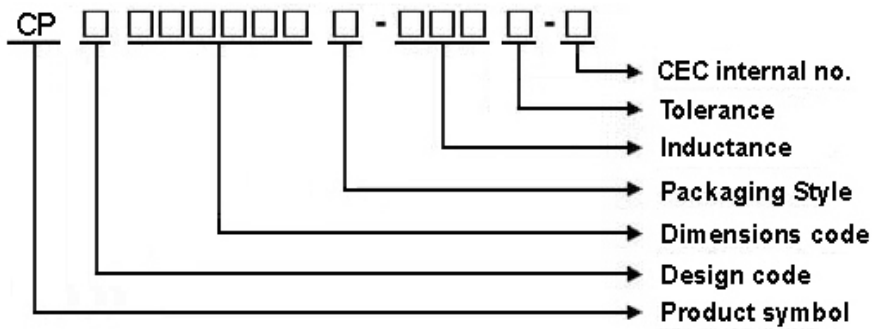 CP □ □□□□□□ □ - □□□ □ - □
CEC internal no.
Tolerance
Inductance
Packaging Style
Dimensions code
Design code
Product symbol